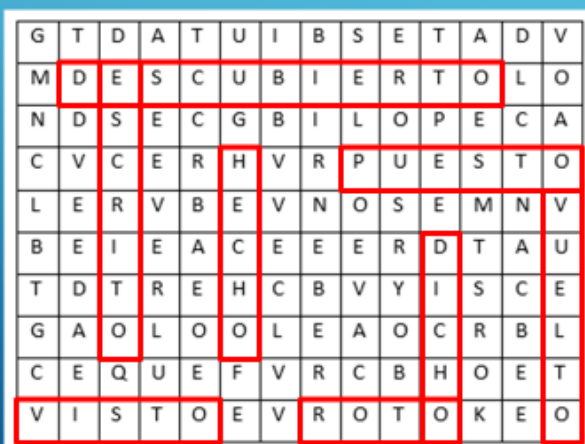 G T D A T U I B S E T A D V
M D E S C U B I E R T O L O
N D S E C G B I L O P E C A
C V C E R H V R P U E S T O
L E R V B E V N O S E M N V
B E I E A C E E E R D T A U
T D T R E H C B V Y I S C E
G A O L O O L E A O C R B L
C E Q U E F V R C B H O E T
V I S T O E V R O T O K E O